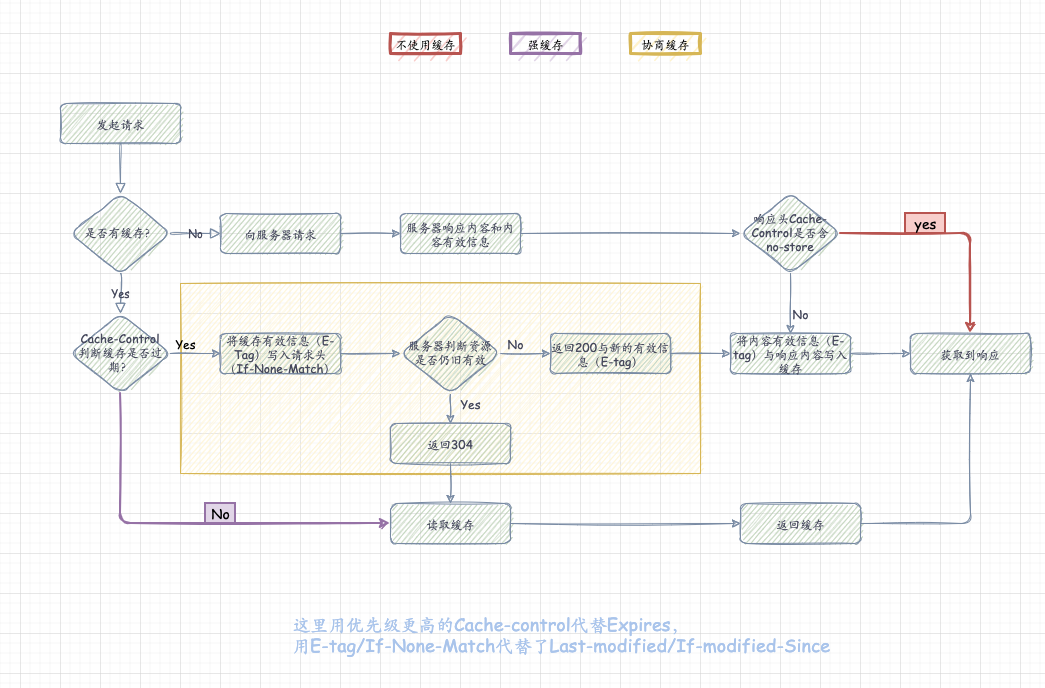 不使用缓存
强缓存
协商缓存
发起请求
是否有缓存?
No
向服务器请求
服务器响应内容和内
容有效信息
响应头Cache-
Control是否含
no-store
yes
Yes
No
Cache-Control
判断缓存是否过
期?
Yes
将缓存有效信息（E-
Tag）写入请求头
（If-None-Match）
服务器判断资源
是否仍旧有效
No
返回200与新的有效信
息（E-tag）
将内容有效信息（E-
tag）与响应内容写入
缓存
获取到响应
Yes
返回304
No
读取缓存
返回缓存
这里用优先级更高的Cache-control代替Expires，
用E-tag/If-None-Match代替了Last-modified/If-modified-Since